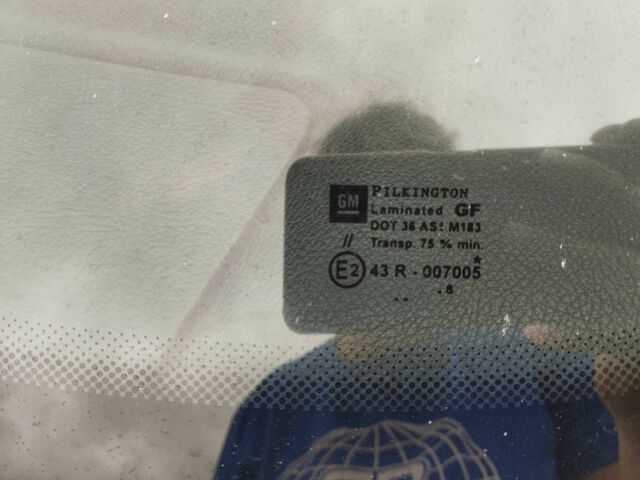 GM PILKINGTON
Laminated GF
DOT 36 AS1 M183
// Transp. 75 % min.
E2 43 R - 007005
*
. . .8